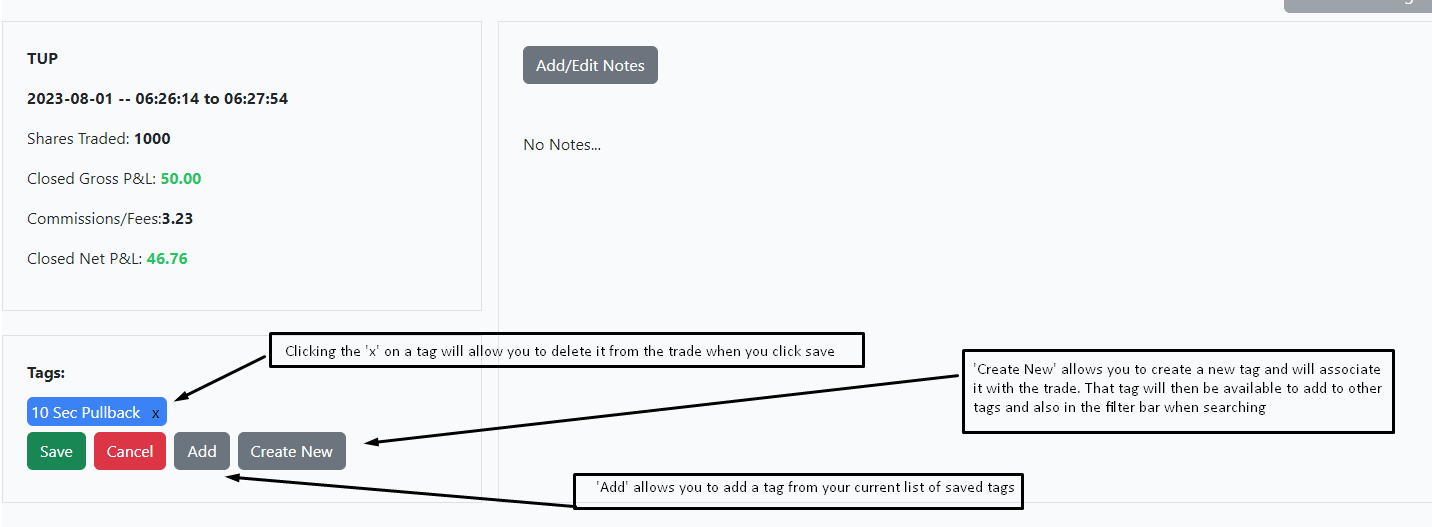 TUP
2023-08-01 -- 06:26:14 to 06:27:54
Shares Traded: 1000
Closed Gross P&L: 50.00
Commissions/Fees:3.23
Closed Net P&L: 46.76
Add/Edit Notes
No Notes...
Clicking the 'x' on a tag will allow you to delete it from the trade when you click save
Tags:
10 Sec Pullback x
Save Cancel Add Create New
'Create New' allows you to create a new tag and will associate
it with the trade. That tag will then be available to add to other
tags and also in the filter bar when searching
'Add' allows you to add a tag from your current list of saved tags